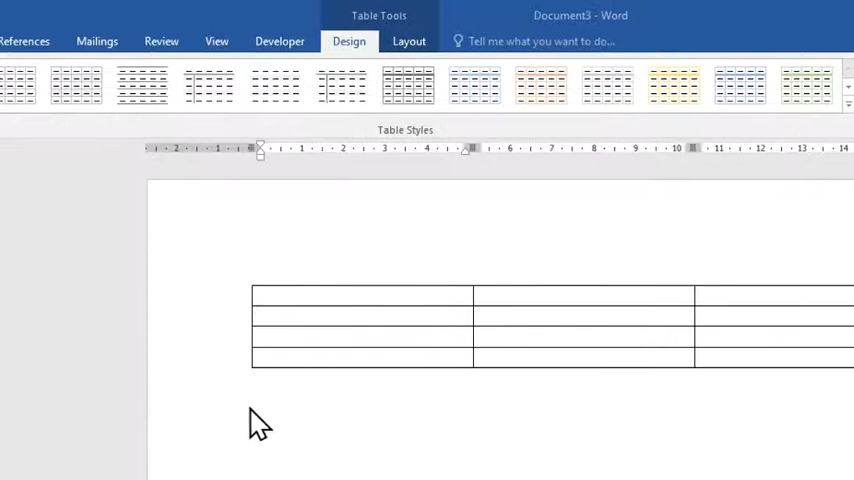 Table Tools
Document3 - Word
References Mailings Review View Developer Design Layout Tell me what you want to do...
Table Styles
2 1 1 2 3 4 6 7 8 9 10 11 12 13 14